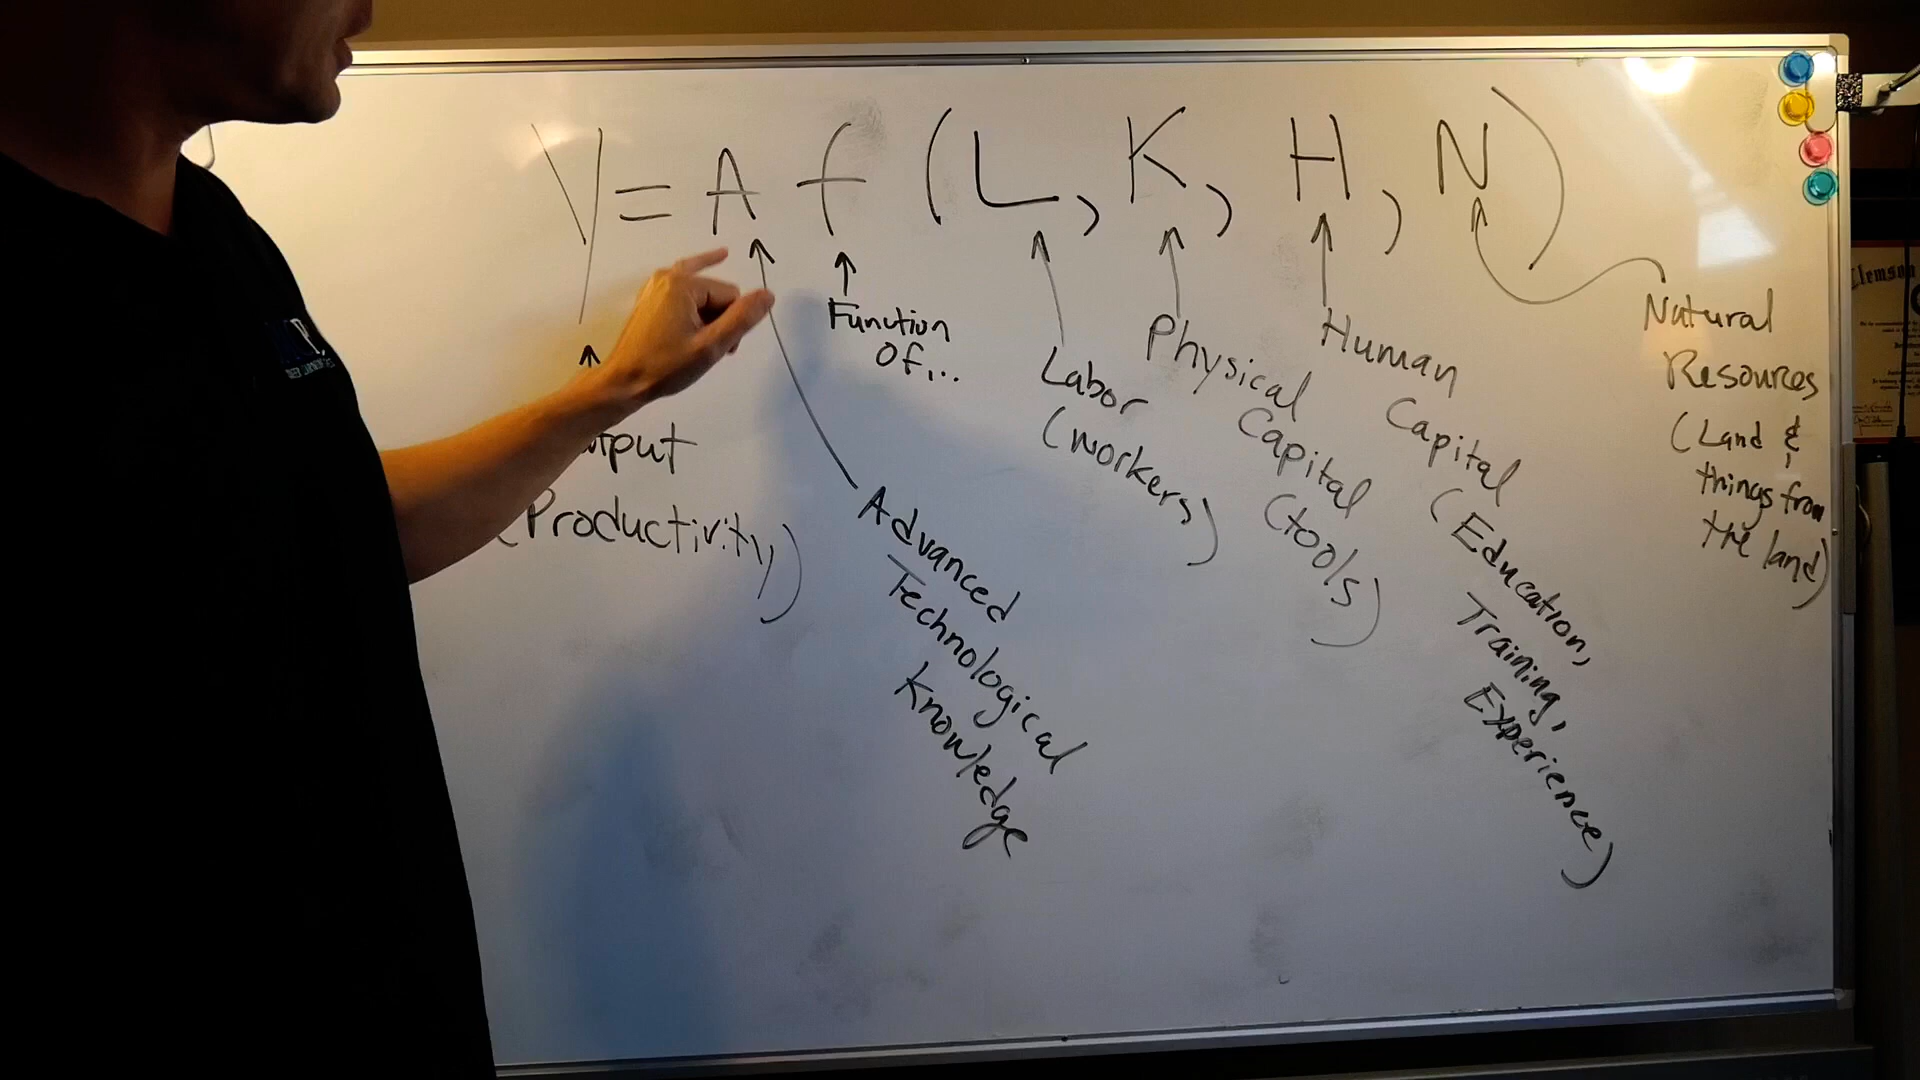 Y = A f (L, K, H, N)
Function
of...
Labor
(workers)
Physical
Capital
(tools)
Human
Capital
(Education,
Training,
Experience)
Natural
Resources
(Land &
things from
the land)
(Productivity)
Advanced
Technological
Knowledge
Clemson